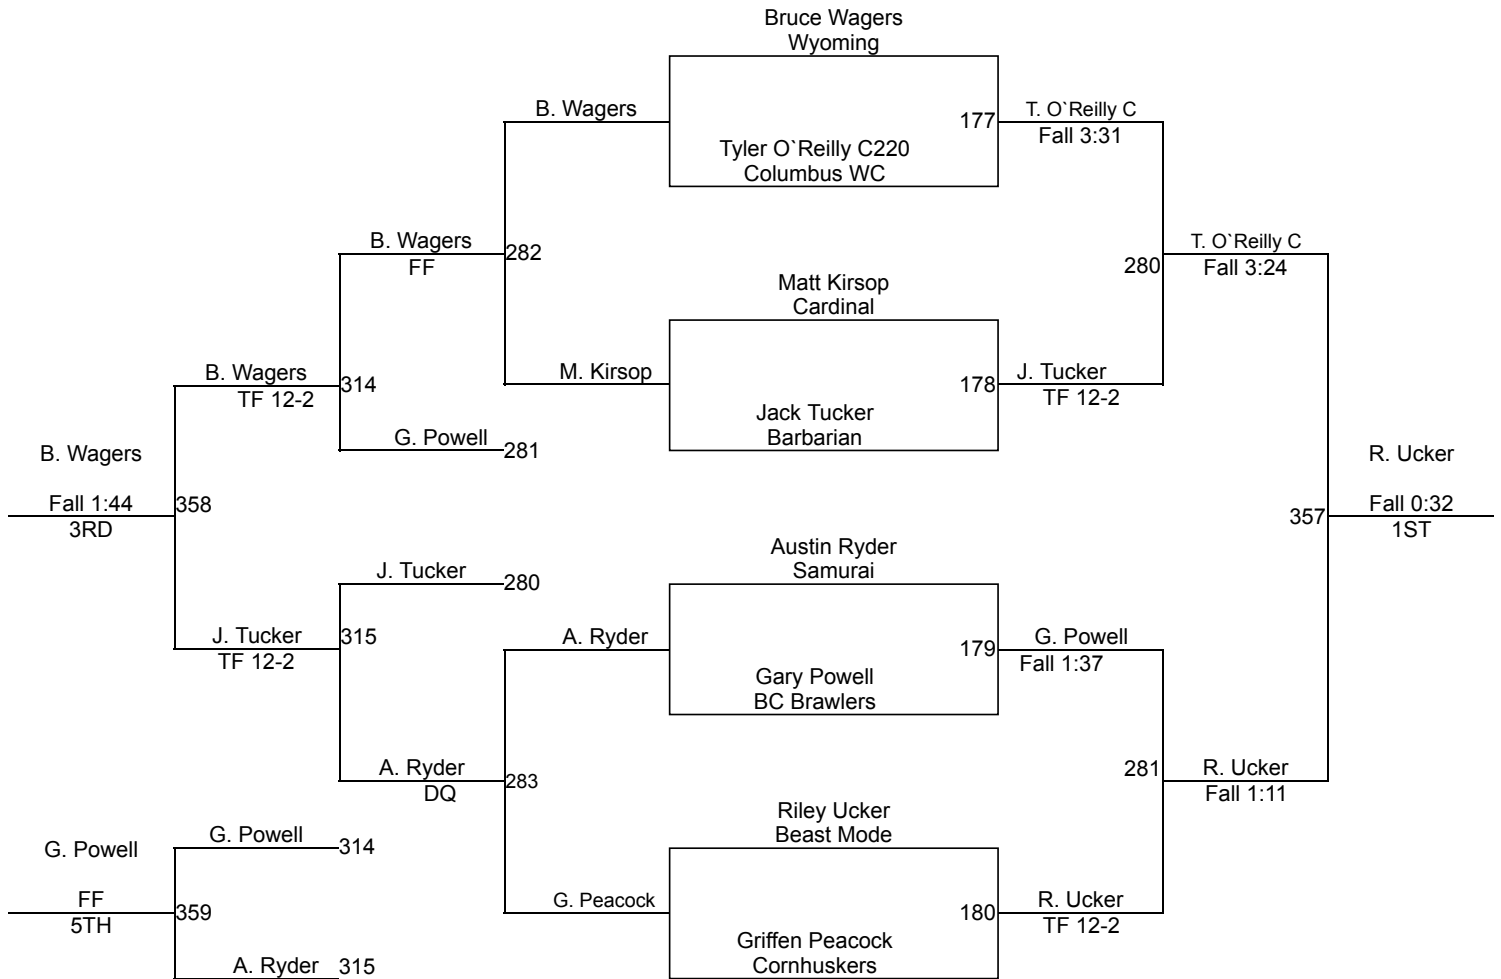 Bruce Wagers
Wyoming
B. Wagers
177
T. O`Reilly C
Fall 3:31
Tyler O`Reilly C220
Columbus WC
B. Wagers
FF
282
280
T. O`Reilly C
Fall 3:24
Matt Kirsop
Cardinal
B. Wagers
TF 12-2
314
M. Kirsop
178
J. Tucker
TF 12-2
Jack Tucker
Barbarian
G. Powell
281
B. Wagers
Fall 1:44
3RD
358
357
R. Ucker
Fall 0:32
1ST
Austin Ryder
Samurai
J. Tucker
280
J. Tucker
TF 12-2
315
A. Ryder
179
G. Powell
Fall 1:37
Gary Powell
BC Brawlers
A. Ryder
DQ
283
281
R. Ucker
Fall 1:11
Riley Ucker
Beast Mode
G. Powell
314
G. Powell
FF
5TH
359
G. Peacock
180
R. Ucker
TF 12-2
Griffen Peacock
Cornhuskers
A. Ryder
315